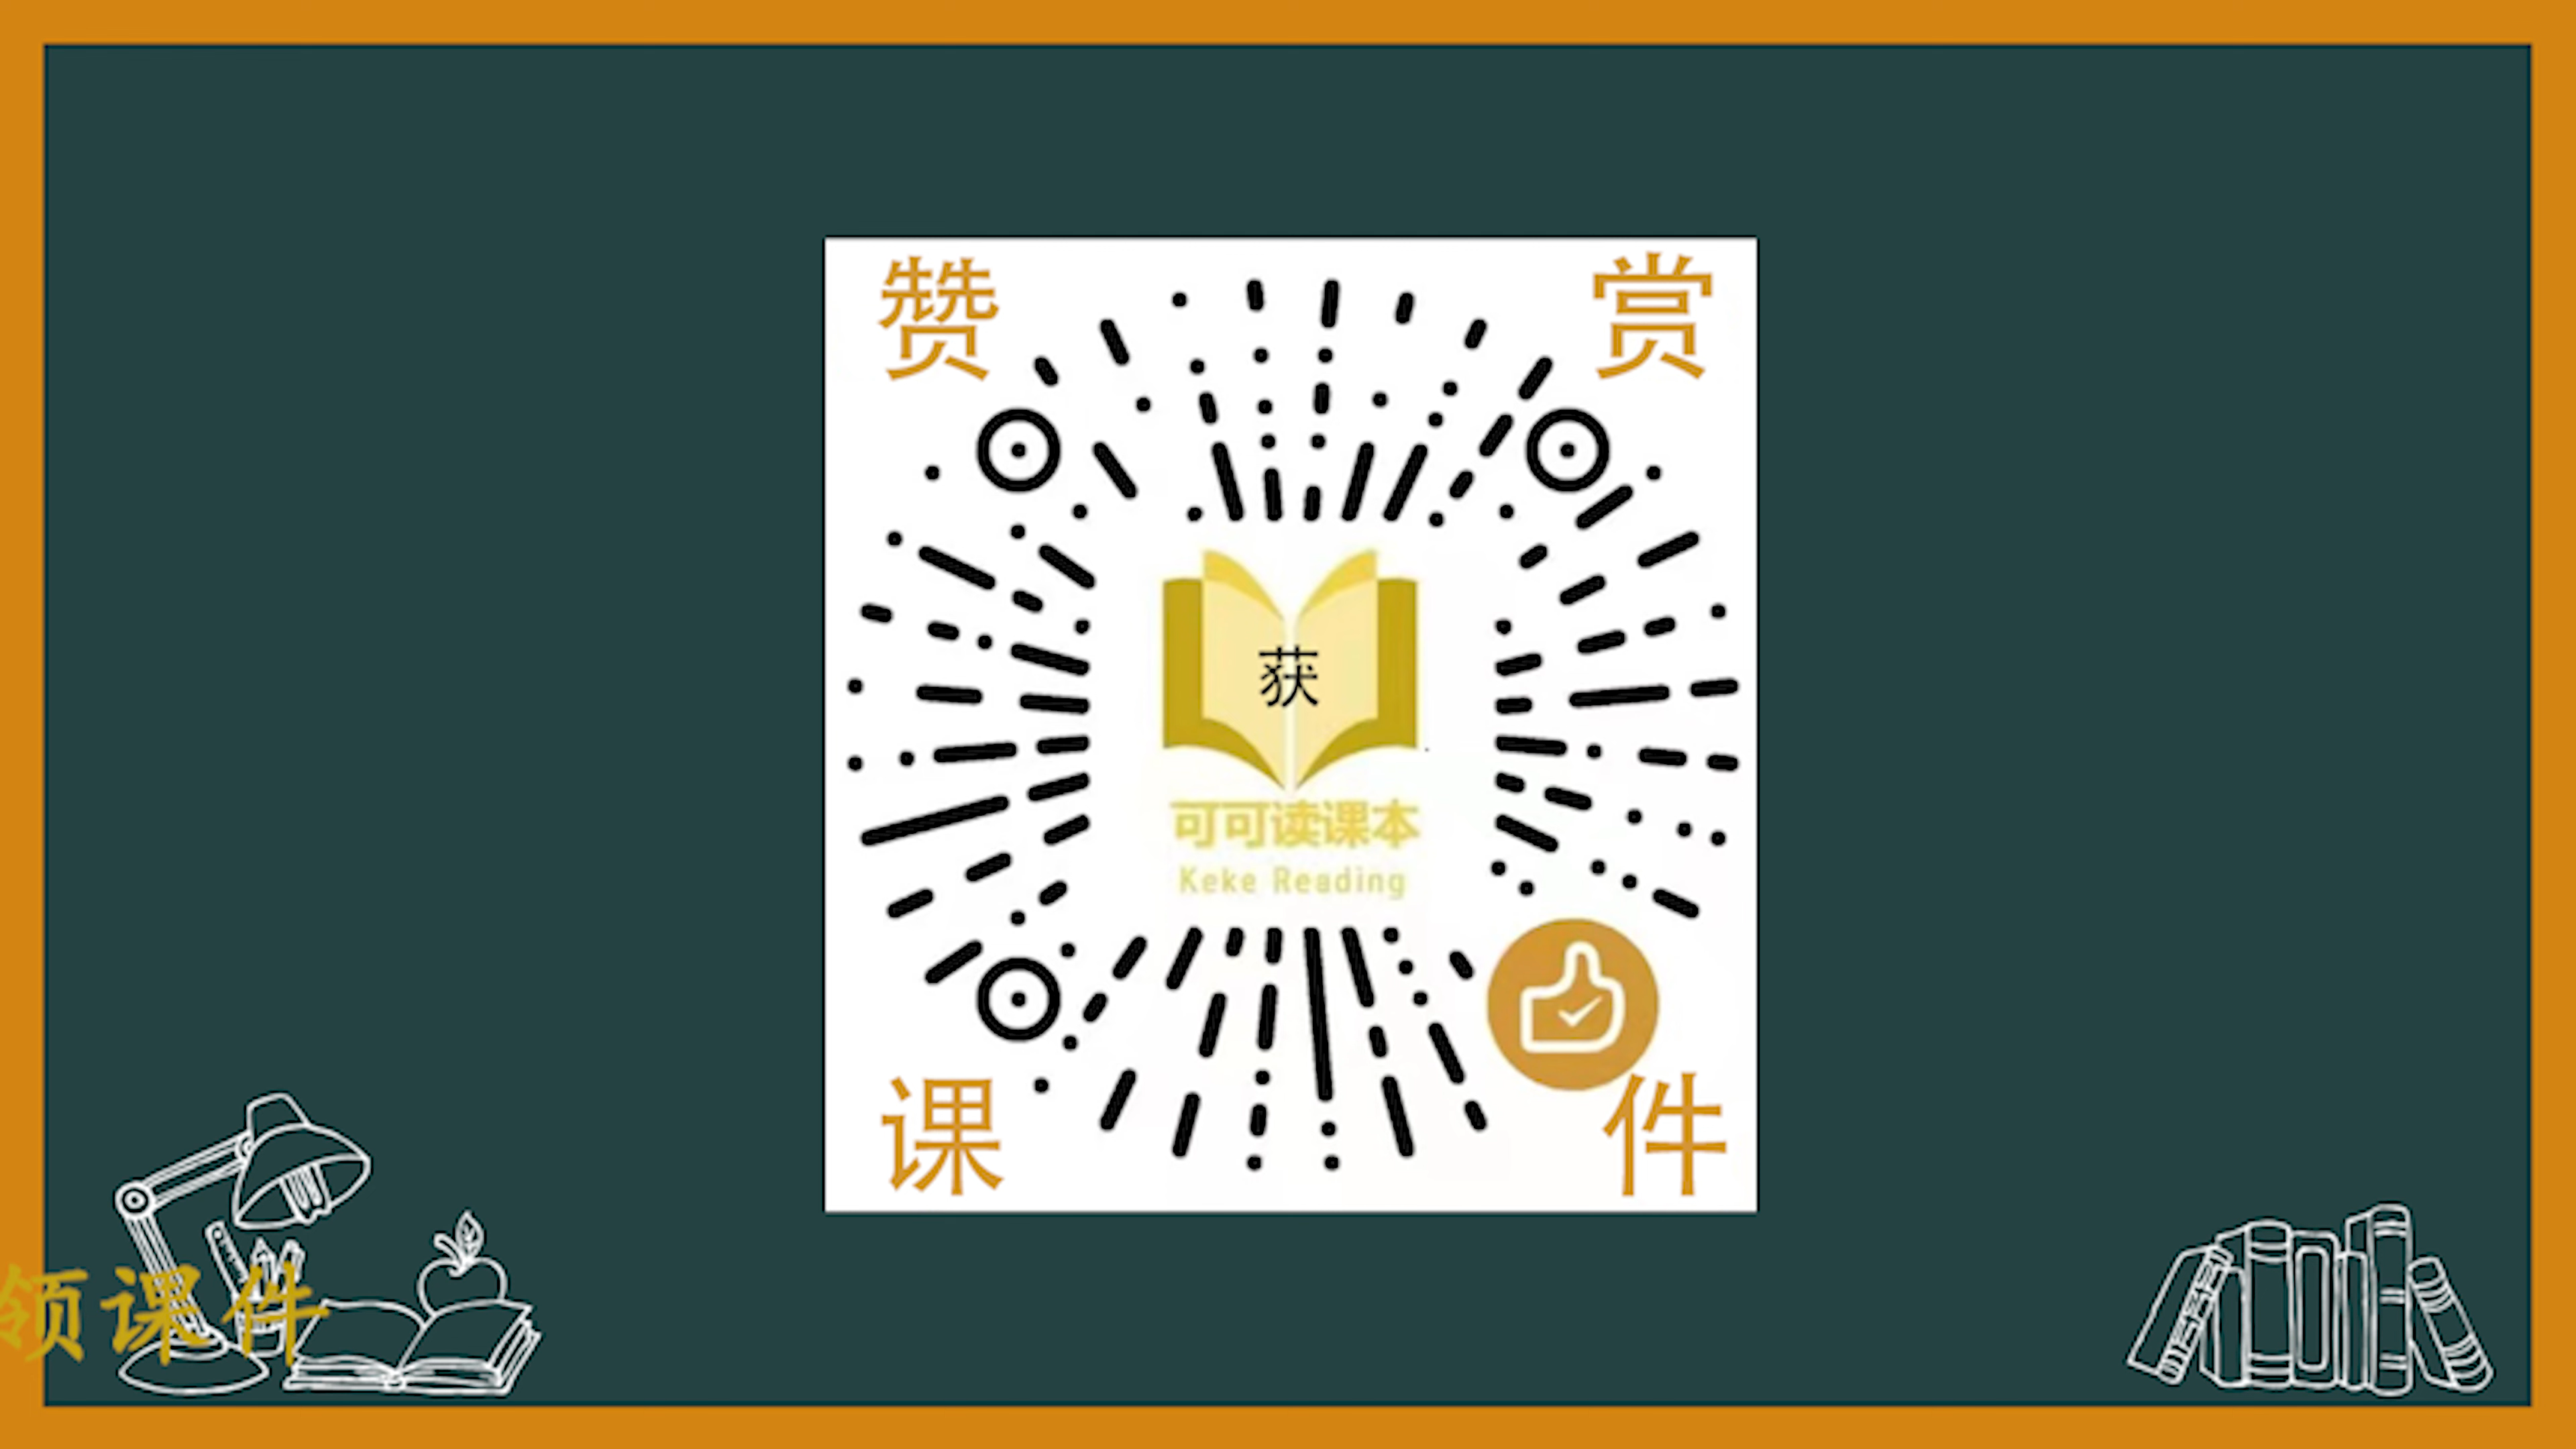 赞 赏
获
可可读课本
Keke Reading
课 件
领课件